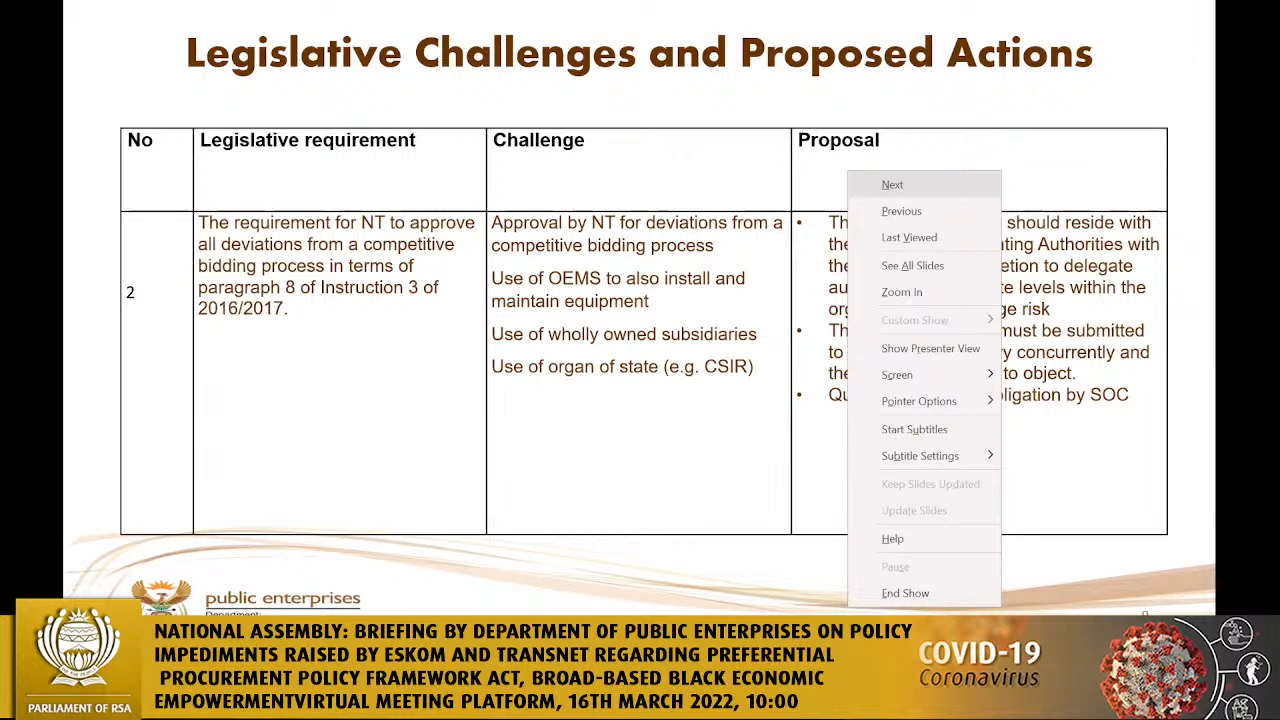 Legislative Challenges and Proposed Actions
No
Legislative requirement
Challenge
Proposal
2
The requirement for NT to approve
all deviations from a competitive
bidding process in terms of
paragraph 8 of Instruction 3 of
2016/2017.
Approval by NT for deviations from a
competitive bidding process
Use of OEMS to also install and
maintain equipment
Use of wholly owned subsidiaries
Use of organ of state (e.g. CSIR)
should reside with
Authorities with
to delegate
levels within the
risk
must be submitted
to concurrently and
to object.
by SOC
Next
Previous
Last Viewed
See All Slides
Zoom In
Custom Show
Show Presenter View
Screen
Pointer Options
Start Subtitles
Subtitle Settings
Keep Slides Updated
Update Slides
Help
Pause
End Show
public enterprises
NATIONAL ASSEMBLY: BRIEFING BY DEPARTMENT OF PUBLIC ENTERPRISES ON POLICY
IMPEDIMENTS RAISED BY ESKOM AND TRANSNET REGARDING PREFERENTIAL
PROCUREMENT POLICY FRAMEWORK ACT, BROAD-BASED BLACK ECONOMIC
EMPOWERMENTVIRTUAL MEETING PLATFORM, 16TH MARCH 2022, 10:00
PARLIAMENT OF RSA
COVID-19
Coronavirus